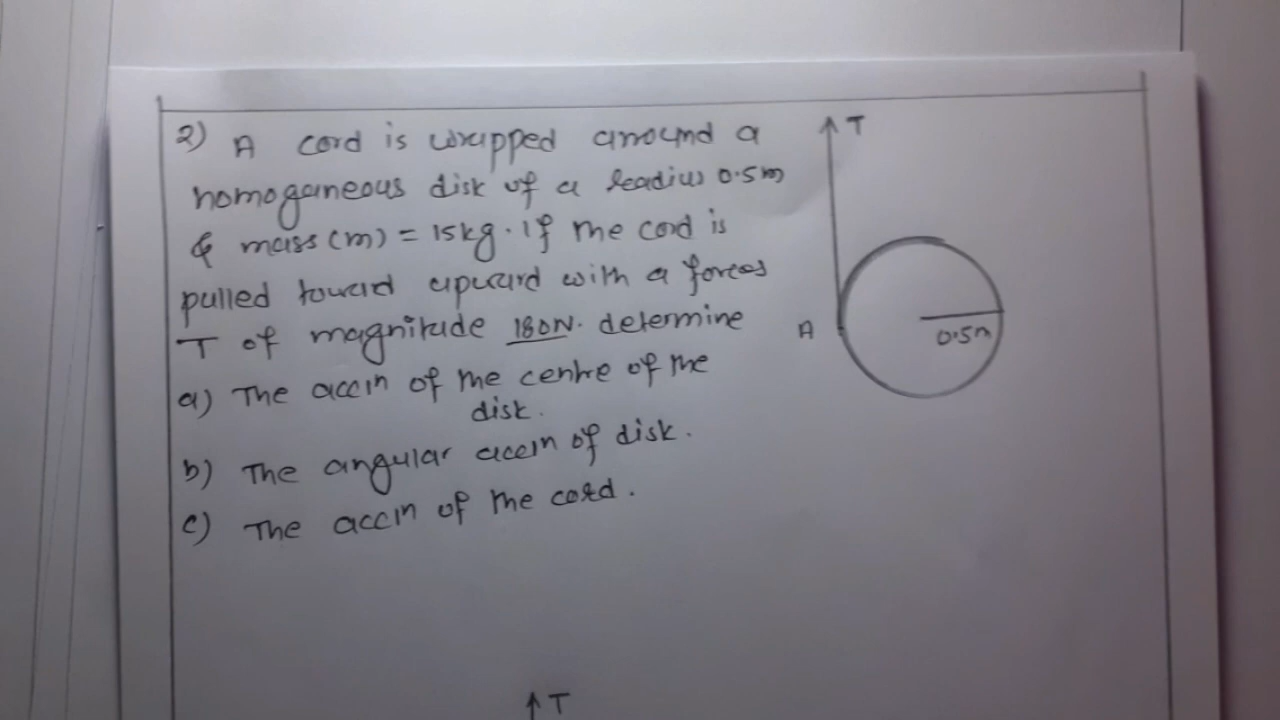 2) A cord is wrapped around a
homoganeous disk of a radius 0.5m
& mass (m) = 15kg. If the cord is
pulled toward upward with a forces
T of magnitude 180N. determine
a) The accln of the centre of the
disk.
b) The angular accln of disk.
c) The accln of the cord.
T
A
0.5m
T